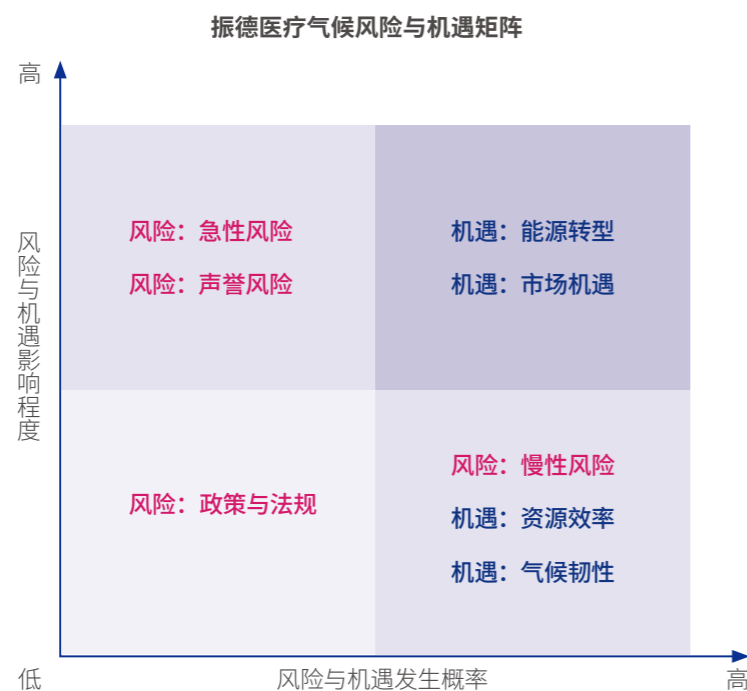 振德医疗气候风险与机遇矩阵
高
风险与机遇影响程度
风险：急性风险
风险：声誉风险
机遇：能源转型
机遇：市场机遇
风险：政策与法规
风险：慢性风险
机遇：资源效率
机遇：气候韧性
低
风险与机遇发生概率
高